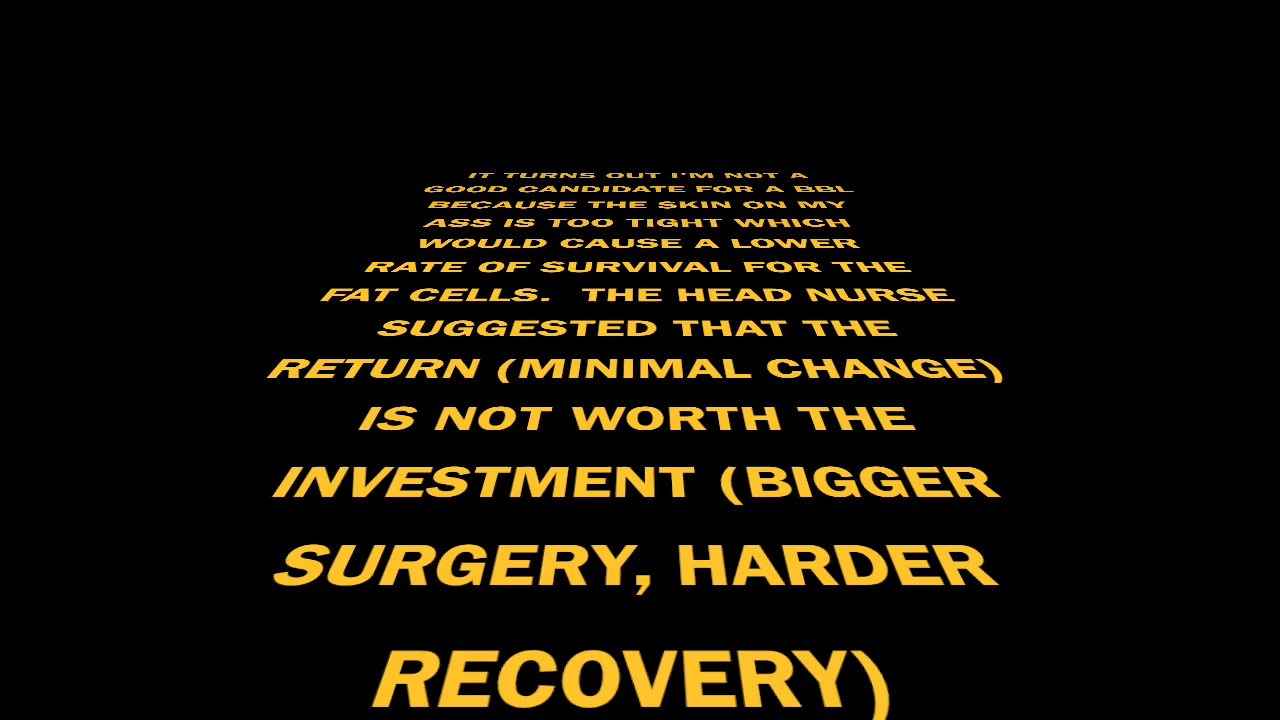 IT TURNS OUT I'M NOT A
GOOD CANDIDATE FOR A BBL
BECAUSE THE SKIN ON MY
ASS IS TOO TIGHT WHICH
WOULD CAUSE A LOWER
RATE OF SURVIVAL FOR THE
FAT CELLS. THE HEAD NURSE
SUGGESTED THAT THE
RETURN (MINIMAL CHANGE)
IS NOT WORTH THE
INVESTMENT (BIGGER
SURGERY, HARDER
RECOVERY)